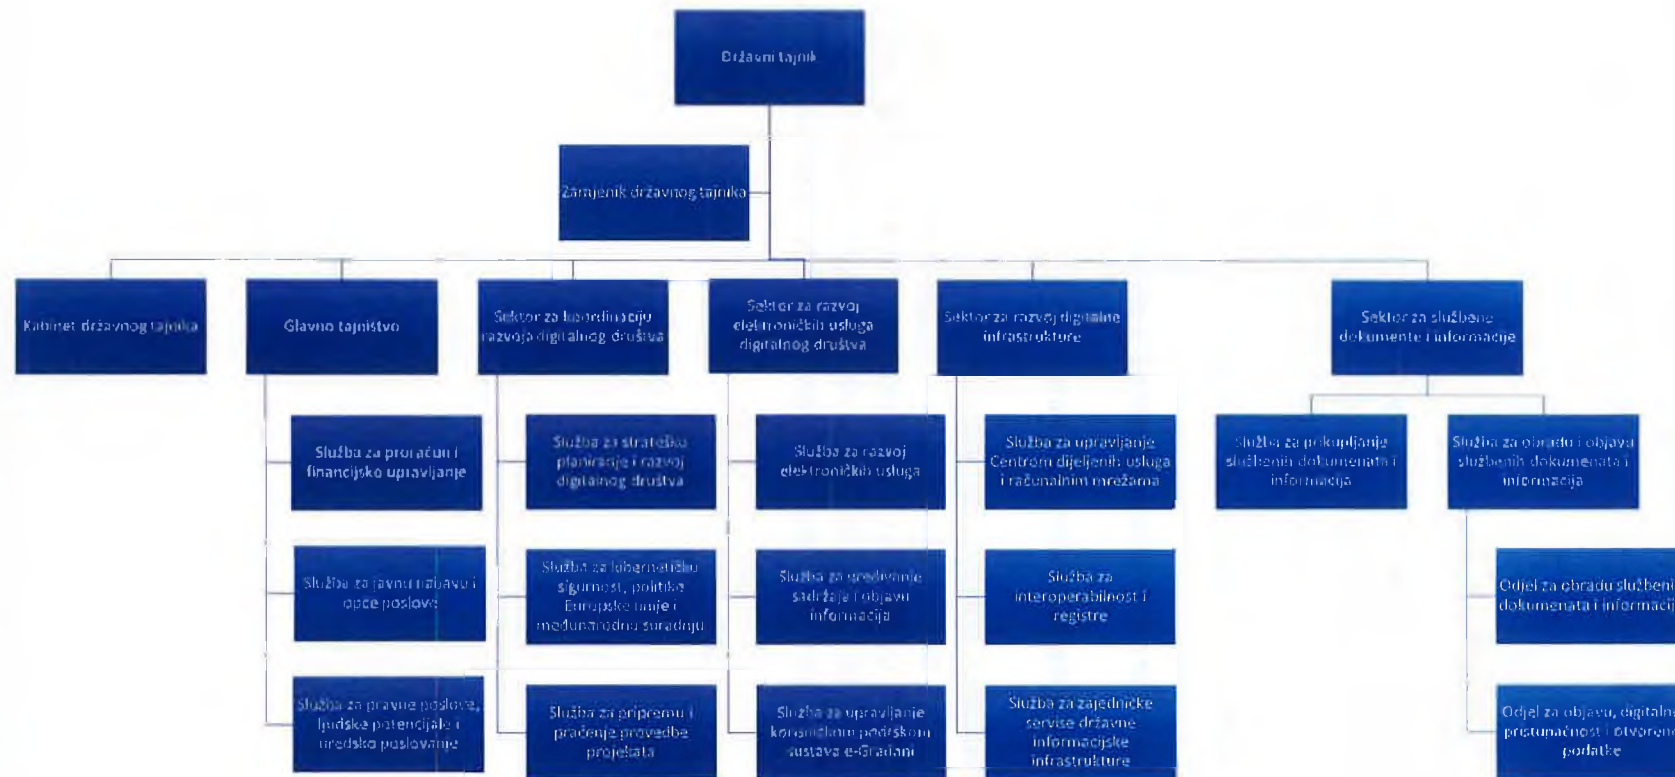 Državni tajnik
Zamjenik državnog tajnika
Kabinet državnog tajnika
Glavno tajništvo
Sektor za koordinaciju
razvoja digitalnog društva
Sektor za razvoj
elektroničkih usluga
digitalnog društva
Sektor za razvoj digitalne
infrastrukture
Sektor za službene
dokumente i informacije
Služba za proračun i
financijsko upravljanje
Služba za javnu nabavu i
opće poslove
Služba za pravne poslove,
ljudske potencijale i
uredsko poslovanje
Služba za strateško
planiranje i razvoj
digitalnog društva
Služba za kibernetičku
sigurnost, politike
Europske unije i
međunarodnu suradnju
Služba za pripremu i
praćenje provedbe
projekata
Služba za razvoj
elektroničkih usluga
Služba za uređivanje
sadržaja i objavu
informacija
Služba za upravljanje
korisničkom podrškom
sustava e-Građani
Služba za upravljanje
Centrom dijeljenih usluga
i računalnim mrežama
Služba za
interoperabilnost i
registre
Služba za zajedničke
servise državne
informacijske
infrastrukture
Služba za prikupljanje
službenih dokumenata i
informacija
Služba za obradu i objavu
službenih dokumenata i
informacija
Odjel za obradu služben
dokumenata i informacij
Odjel za objavu, digitaln
pristupačnost i otvoren
podatke